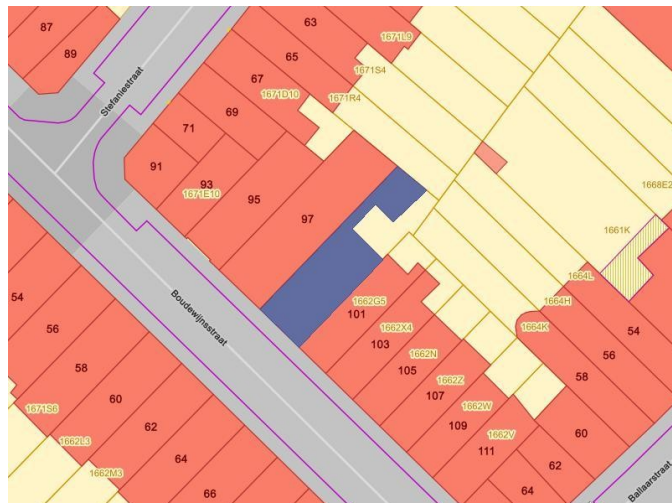 87
89
63
65
67
69
71
91
93
95
97
101
103
105
107
109
111
1671L9
1671S4
1671R4
1671D10
1671E10
Stefaniestraat
Boudewijnsstraat
1662G5
1662X4
1662N
1662Z
1662W
1662V
1668E2
1661K
1664L
1664H
1664K
54
56
58
60
62
64
Ballaarstraat
54
56
58
60
62
64
66
1671S6
1662L3
1662M3